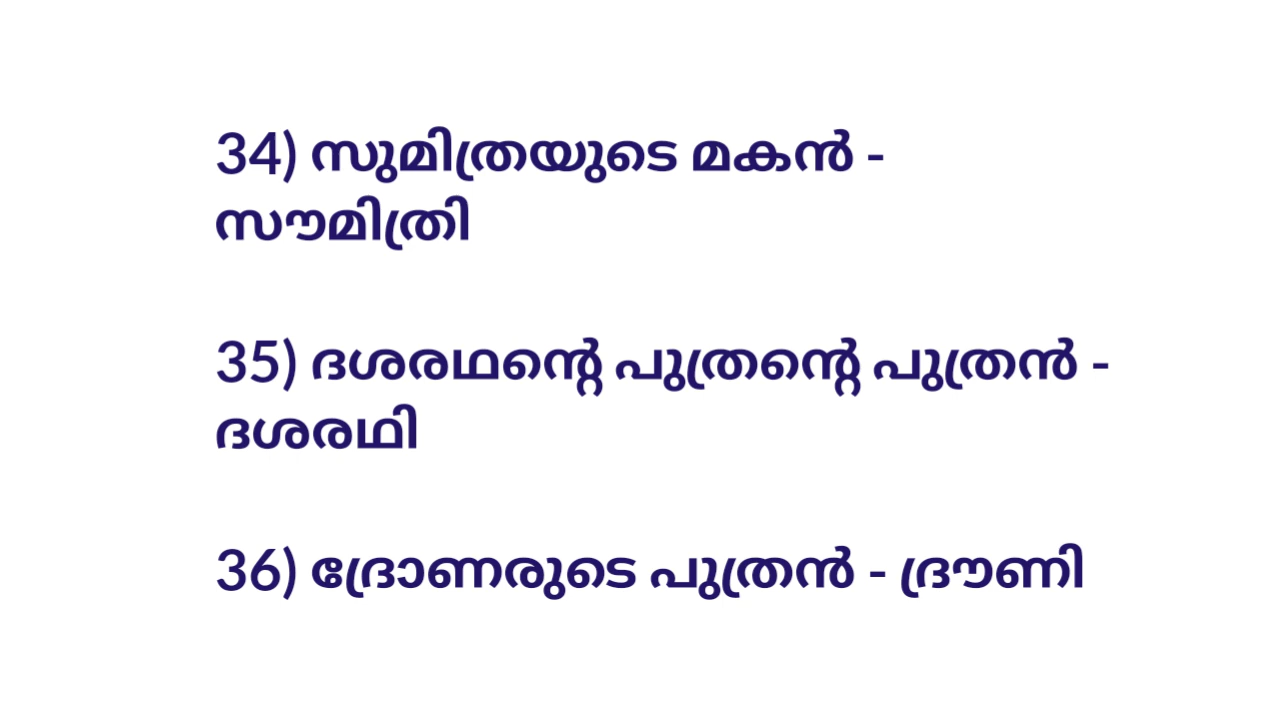 34) സുമിത്രയുടെ മകൻ -
സൗമിത്രി
35) ദശരഥന്റെ പുത്രന്റെ പുത്രൻ -
ദശരഥി
36) ദ്രോണരുടെ പുത്രൻ - ദ്രൗണി